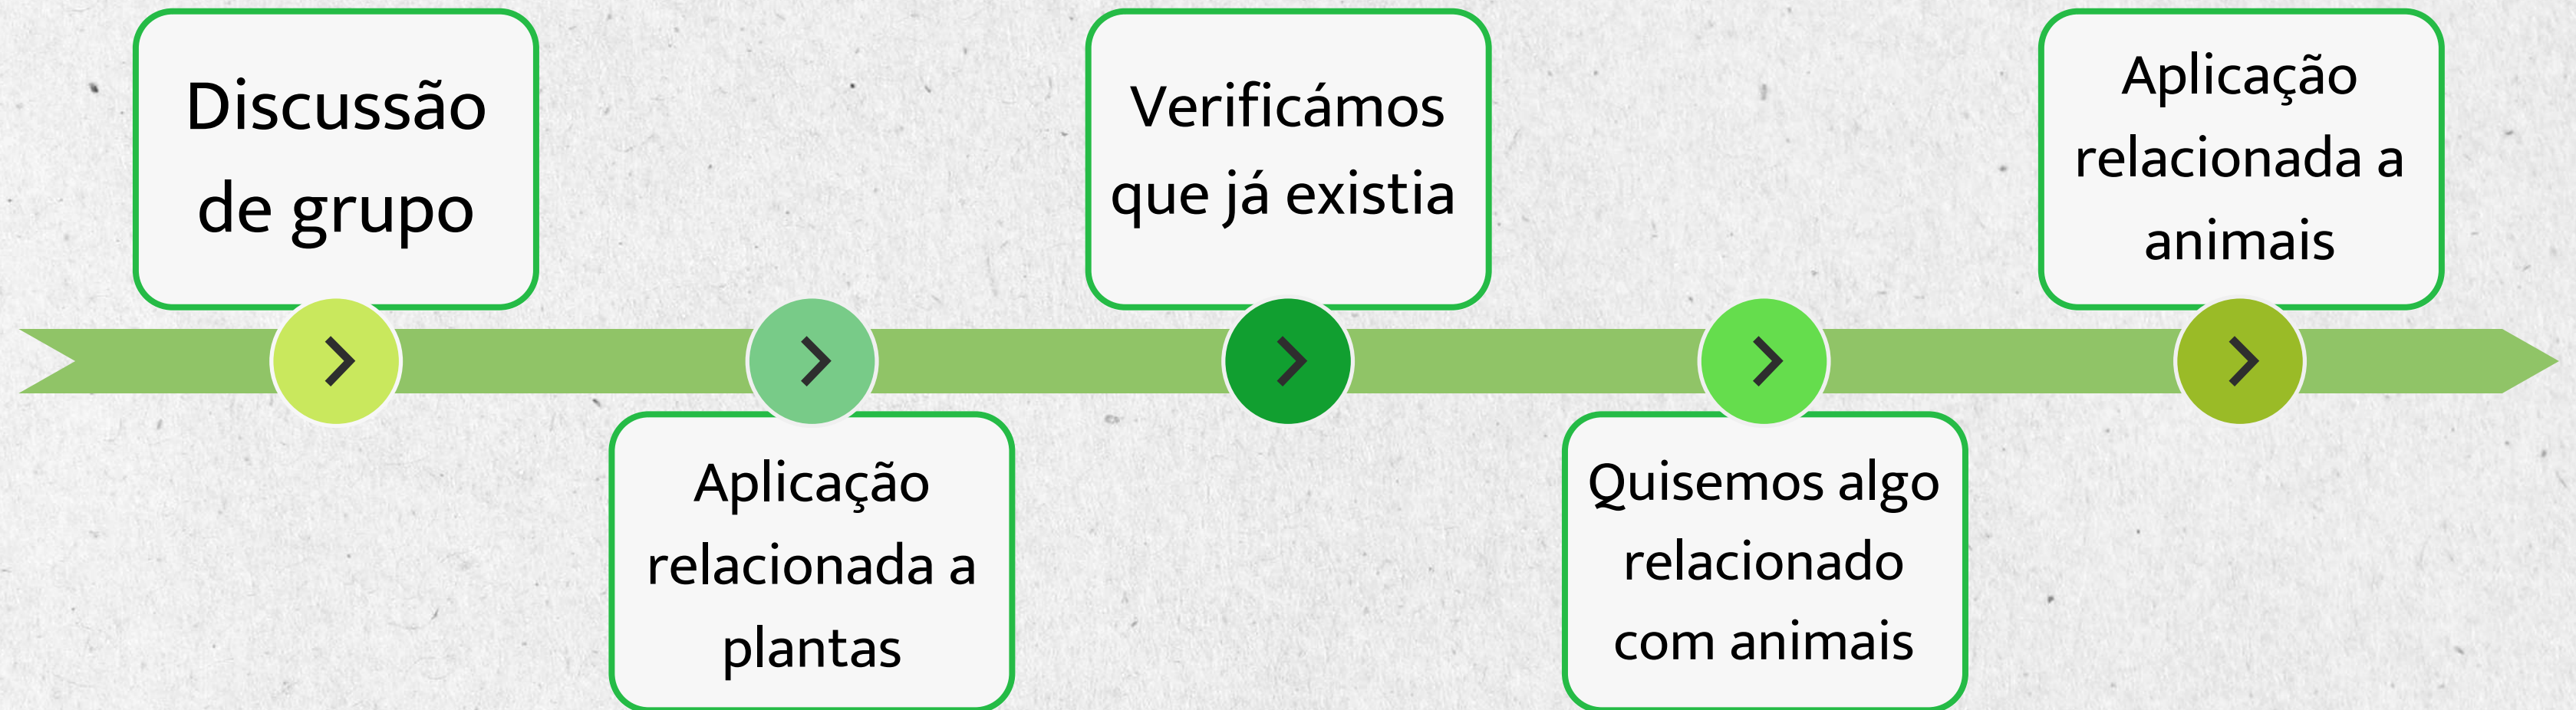 Discussão
de grupo
Aplicação
relacionada a
plantas
Verificámos
que já existia
Quisemos algo
relacionado
com animais
Aplicação
relacionada a
animais